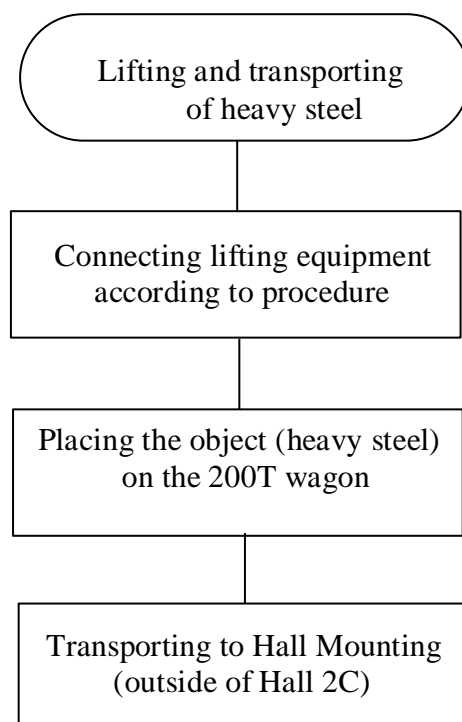 Lifting and transporting
of heavy steel
Connecting lifting equipment
according to procedure
Placing the object (heavy steel)
on the 200T wagon
Transporting to Hall Mounting
(outside of Hall 2C)